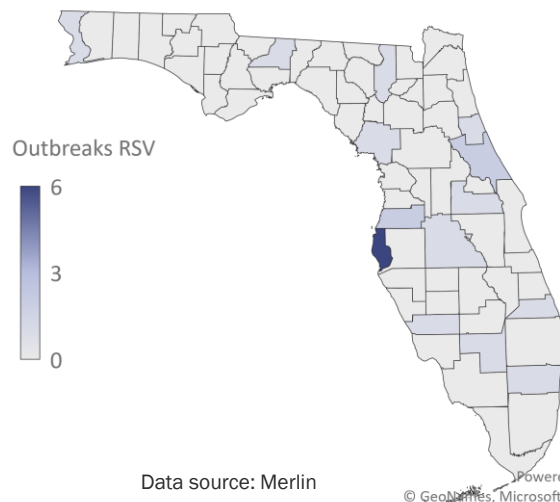 Outbreaks RSV
6
3
0
Data source: Merlin
Powere
© GeoNames, Microsoft